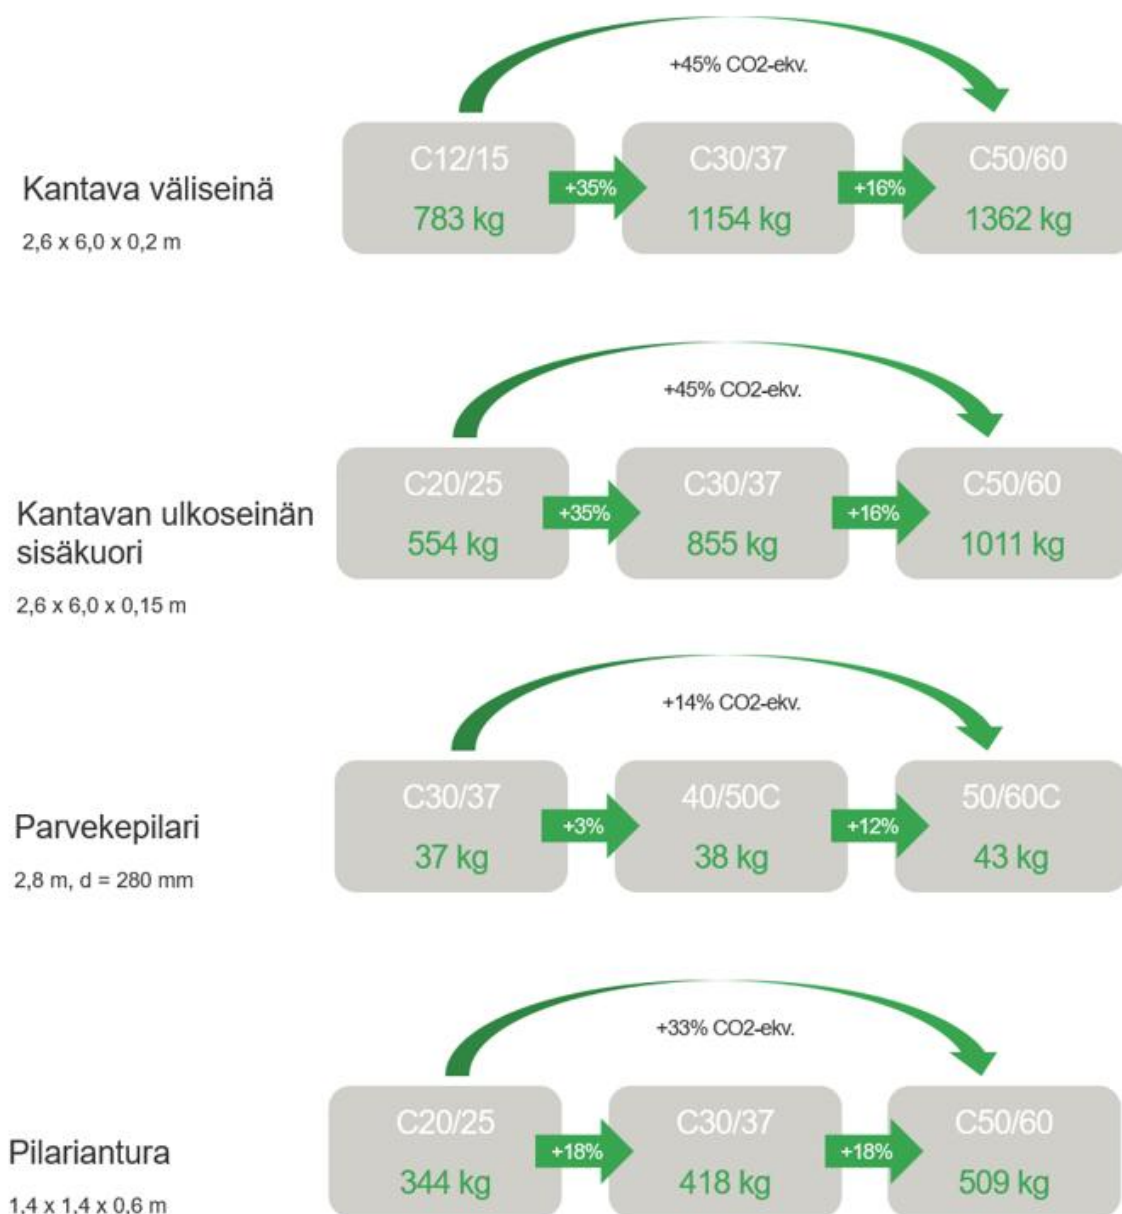 +45% CO2-ekv.
Kantava väliseinä
2,6 x 6,0 x 0,2 m
C12/15
783 kg
+35%
C30/37
1154 kg
+16%
C50/60
1362 kg
+45% CO2-ekv.
Kantavan ulkoseinän
sisäkuori
2,6 x 6,0 x 0,15 m
C20/25
554 kg
+35%
C30/37
855 kg
+16%
C50/60
1011 kg
+14% CO2-ekv.
Parvekepilari
2,8 m, d = 280 mm
C30/37
37 kg
+3%
40/50C
38 kg
+12%
50/60C
43 kg
+33% CO2-ekv.
Pilariantura
1,4 x 1,4 x 0,6 m
C20/25
344 kg
+18%
C30/37
418 kg
+18%
C50/60
509 kg